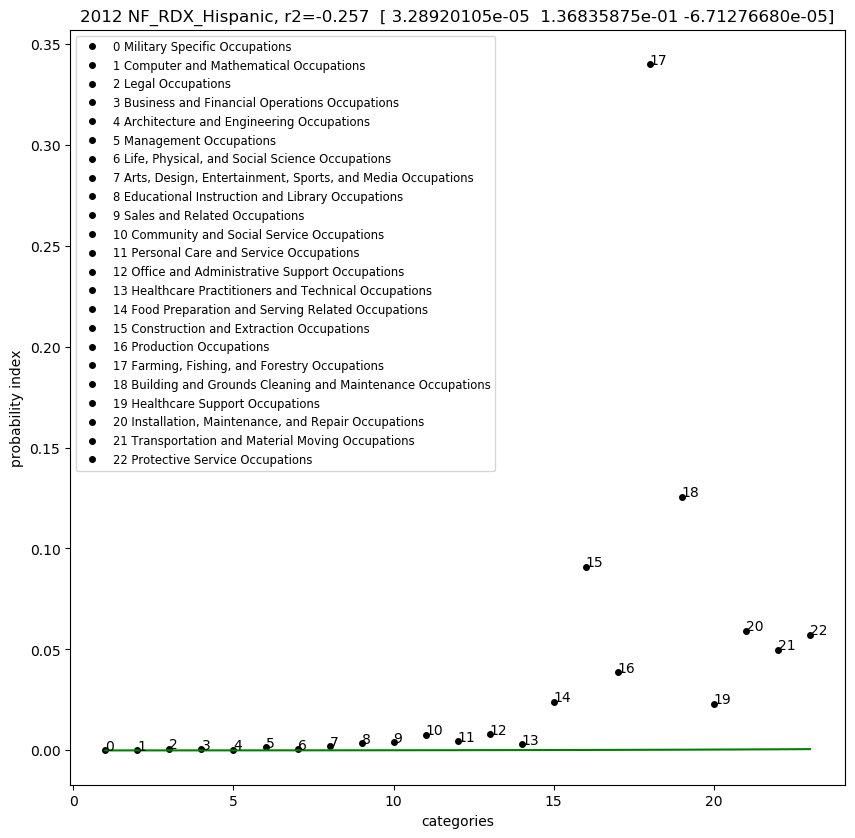 2012 NF_RDX_Hispanic, r2=-0.257  [ 3.28920105e-05  1.36835875e-01 -6.71276680e-05]
0.35
0.30
0.25
0.20
0.15
0.10
0.05
0.00
probability index
0 Military Specific Occupations
1 Computer and Mathematical Occupations
2 Legal Occupations
3 Business and Financial Operations Occupations
4 Architecture and Engineering Occupations
5 Management Occupations
6 Life, Physical, and Social Science Occupations
7 Arts, Design, Entertainment, Sports, and Media Occupations
8 Educational Instruction and Library Occupations
9 Sales and Related Occupations
10 Community and Social Service Occupations
11 Personal Care and Service Occupations
12 Office and Administrative Support Occupations
13 Healthcare Practitioners and Technical Occupations
14 Food Preparation and Serving Related Occupations
15 Construction and Extraction Occupations
16 Production Occupations
17 Farming, Fishing, and Forestry Occupations
18 Building and Grounds Cleaning and Maintenance Occupations
19 Healthcare Support Occupations
20 Installation, Maintenance, and Repair Occupations
21 Transportation and Material Moving Occupations
22 Protective Service Occupations
0
1
2
3
4
5
6
7
8
9
10
11
12
13
14
15
16
17
18
19
20
21
22
0
5
10
15
20
categories